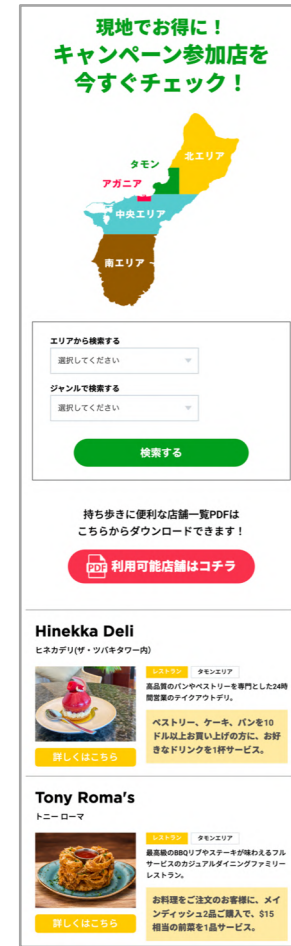 現地でお得に！
キャンペーン参加店を
今すぐチェック！
北エリア
タモン
アガニア
中央エリア
南エリア
エリアから検索する
選択してください
ジャンルで検索する
選択してください
検索する
持ち歩きに便利な店舗一覧PDFは
こちらからダウンロードできます！
PDF 利用可能店舗はコチラ
Hinekka Deli
ヒネカデリ(ザ・ツバキタワー内)
レストラン タモンエリア
高品質のパンやペストリーを専門とした24時
間営業のテイクアウトデリ。
ペストリー、ケーキ、パンを10
ドル以上お買い上げの方に、お好
きなドリンクを1杯サービス。
詳しくはこちら
Tony Roma's
トニー ローマ
レストラン タモンエリア
最高級のBBQリブやステーキが味わえるフル
サービスのカジュアルダイニングファミリー
レストラン。
お料理をご注文のお客様に、メイ
ンディッシュ2品ご購入で、$15
相当の前菜を1品サービス。
詳しくはこちら